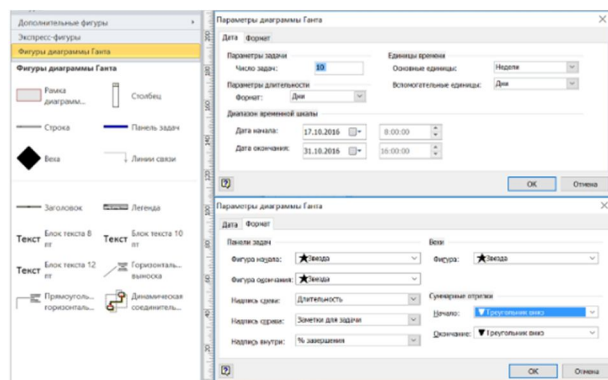 Дополнительные фигуры
Экспресс-фигуры
Фигуры диаграммы Ганта
Фигуры диаграммы Ганта
Рамка диаграмм...
Столбец
Строка
Панель задач
Веха
Линии связи
Заголовок
Легенда
Текст
Блок текста 8 пт
Текст
Блок текста 10 пт
Текст
Блок текста 12 пт
Горизонталь... выноска
Прямоуголь... горизонталь...
Динамическая соединитель...
Параметры диаграммы Ганта
Дата Формат
Параметры задачи
Число задач: 10
Параметры длительности
Формат: Дни
Единицы времени
Основные единицы: Недели
Вспомогательные единицы: Дни
Диапазон временной шкалы
Дата начала: 17.10.2016 8:00:00
Дата окончания: 31.10.2016 16:00:00
ОК Отмена
Параметры диаграммы Ганта
Дата Формат
Панели задач
Фигура начала: Звезда
Фигура окончания: Звезда
Надпись слева: Длительность
Надпись справа: Заметки для задачи
Надпись внутри: % завершения
Вехи
Фигура: Звезда
Суммарные отрезки
Начало: Треугольник вниз
Окончание: Треугольник вниз
ОК Отмена